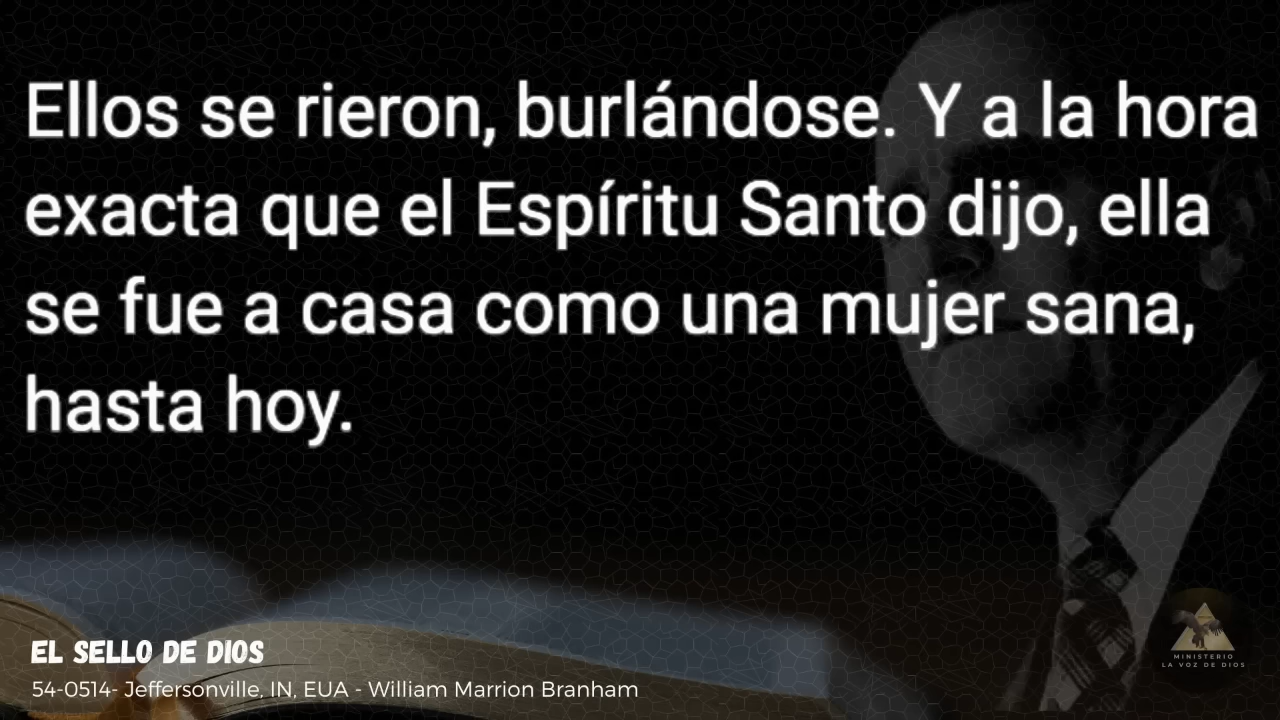 Ellos se rieron, burlándose. Y a la hora
exacta que el Espíritu Santo dijo, ella
se fue a casa como una mujer sana,
hasta hoy.
EL SELLO DE DIOS
54-0514- Jeffersonville, IN, EUA - William Marrion Branham
MINISTERIO
LA VOZ DE DIOS